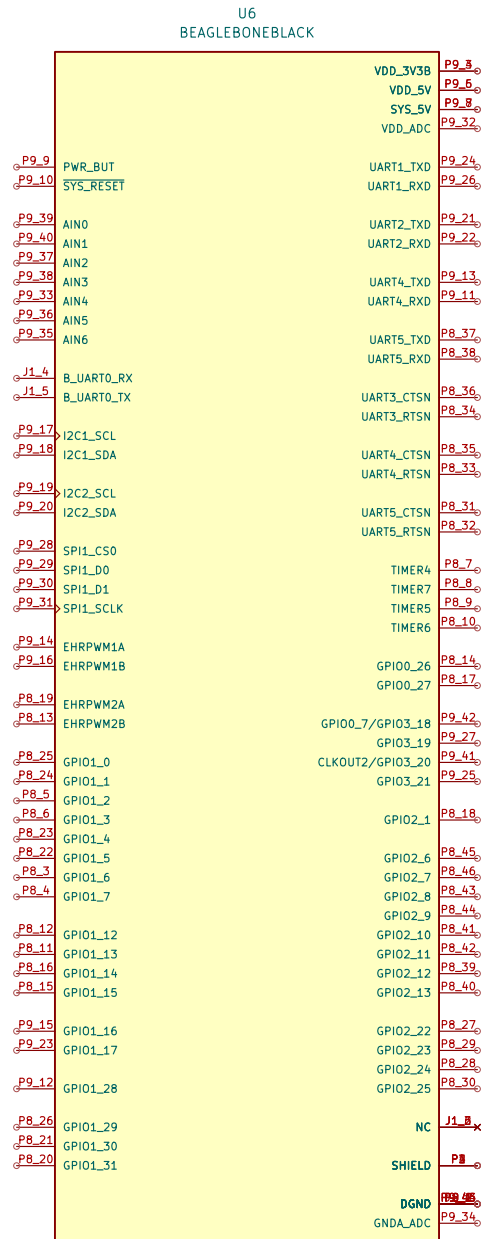 U6
BEAGLEBONEBLACK
VDD_3V3B
VDD_5V
SYS_5V
VDD_ADC P9_32
P9_9 PWR_BUT UART1_TXD P9_24
P9_10 SYS_RESET UART1_RXD P9_26
P9_39 AIN0 UART2_TXD P9_21
P9_40 AIN1 UART2_RXD P9_22
P9_37 AIN2
P9_38 AIN3 UART4_TXD P9_13
P9_33 AIN4 UART4_RXD P9_11
P9_36 AIN5
P9_35 AIN6 UART5_TXD P8_37
UART5_RXD P8_38
J1_4 B_UART0_RX
J1_5 B_UART0_TX UART3_CTSN P8_36
UART3_RTSN P8_34
P9_17 I2C1_SCL
P9_18 I2C1_SDA UART4_CTSN P8_35
UART4_RTSN P8_33
P9_19 I2C2_SCL
P9_20 I2C2_SDA UART5_CTSN P8_31
UART5_RTSN P8_32
P9_28 SPI1_CS0
P9_29 SPI1_D0 TIMER4 P8_7
P9_30 SPI1_D1 TIMER7 P8_8
P9_31 SPI1_SCLK TIMER5 P8_9
TIMER6 P8_10
P9_14 EHRPWM1A
P9_16 EHRPWM1B GPIO0_26 P8_14
GPIO0_27 P8_17
P8_19 EHRPWM2A
P8_13 EHRPWM2B GPIO0_7/GPIO3_18 P9_42
GPIO3_19 P9_27
P8_25 GPIO1_0 CLKOUT2/GPIO3_20 P9_41
P8_24 GPIO1_1 GPIO3_21 P9_25
P8_5 GPIO1_2
P8_6 GPIO1_3 GPIO2_1 P8_18
P8_23 GPIO1_4
P8_22 GPIO1_5 GPIO2_6 P8_45
P8_3 GPIO1_6 GPIO2_7 P8_46
P8_4 GPIO1_7 GPIO2_8 P8_43
GPIO2_9 P8_44
P8_12 GPIO1_12 GPIO2_10 P8_41
P8_11 GPIO1_13 GPIO2_11 P8_42
P8_16 GPIO1_14 GPIO2_12 P8_39
P8_15 GPIO1_15 GPIO2_13 P8_40
P9_15 GPIO1_16 GPIO2_22 P8_27
P9_23 GPIO1_17 GPIO2_23 P8_29
GPIO2_24 P8_28
P9_12 GPIO1_28 GPIO2_25 P8_30
P8_26 GPIO1_29 NC
P8_21 GPIO1_30
P8_20 GPIO1_31 SHIELD
DGND
GNDA_ADC P9_34